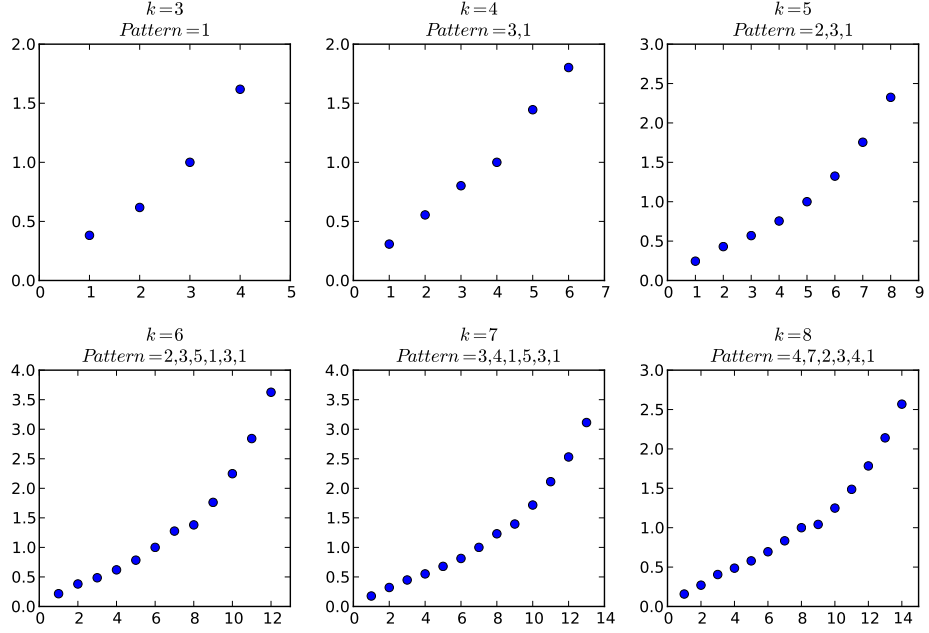 k=3
Pattern=1
2.0
1.5
1.0
0.5
0.0
0 1 2 3 4 5
k=4
Pattern=3,1
2.0
1.5
1.0
0.5
0.0
0 1 2 3 4 5 6 7
k=5
Pattern=2,3,1
3.0
2.5
2.0
1.5
1.0
0.5
0.0
0 1 2 3 4 5 6 7 8 9
k=6
Pattern=2,3,5,1,3,1
4.0
3.5
3.0
2.5
2.0
1.5
1.0
0.5
0.0
0 2 4 6 8 10 12
k=7
Pattern=3,4,1,5,3,1
4.0
3.5
3.0
2.5
2.0
1.5
1.0
0.5
0.0
0 2 4 6 8 10 12 14
k=8
Pattern=4,7,2,3,4,1
3.0
2.5
2.0
1.5
1.0
0.5
0.0
0 2 4 6 8 10 12 14